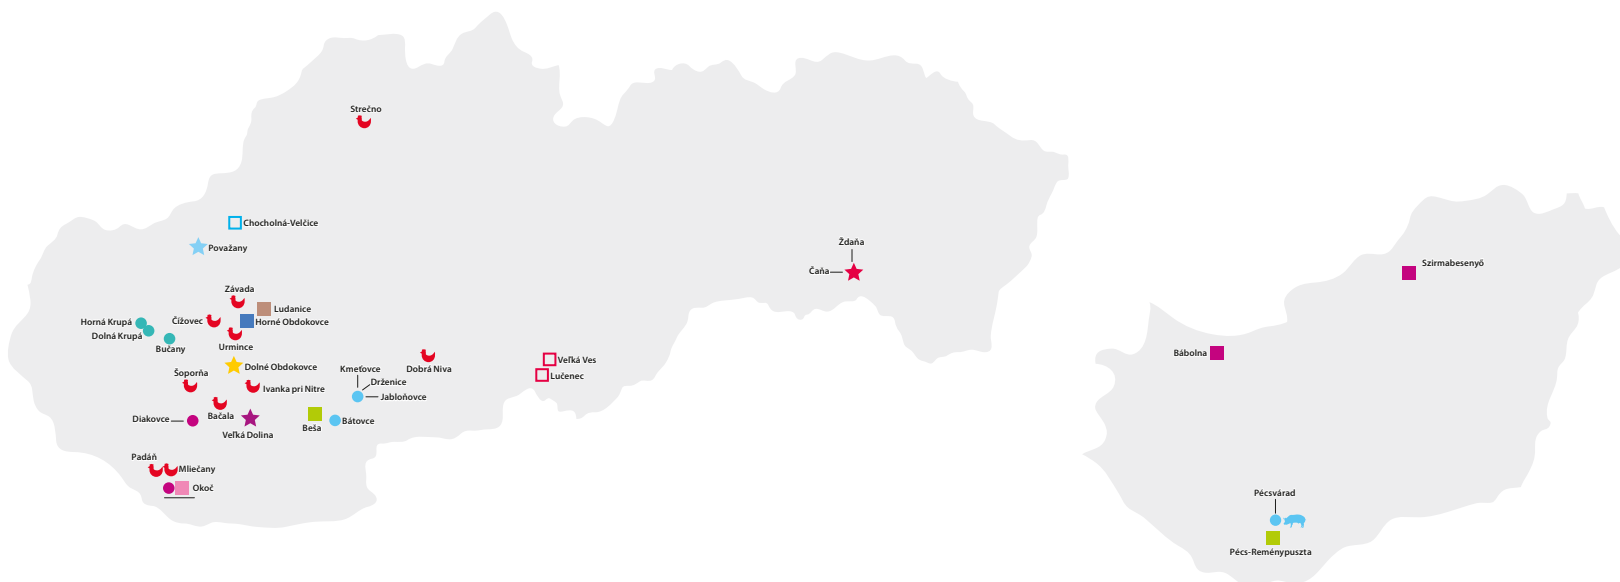 Strečno
Chocholná-Velčice
Považany
Ždaňa
Čaňa
Závada
Ludanice
Čížovec
Horné Obdokovce
Horná Krupá
Dolná Krupá
Bučany
Urmince
Dolné Obdokovce
Šoporňa
Ivanka pri Nitre
Kmeťovce
Drženice
Jabloňovce
Dobrá Niva
Veľká Ves
Lučenec
Diakovce
Bačala
Veľká Dolina
Beša
Bátovce
Padáň
Mliečany
Okoč
Szirmabesenyő
Bábolna
Pécsvárad
Pécs-Reménypuszta